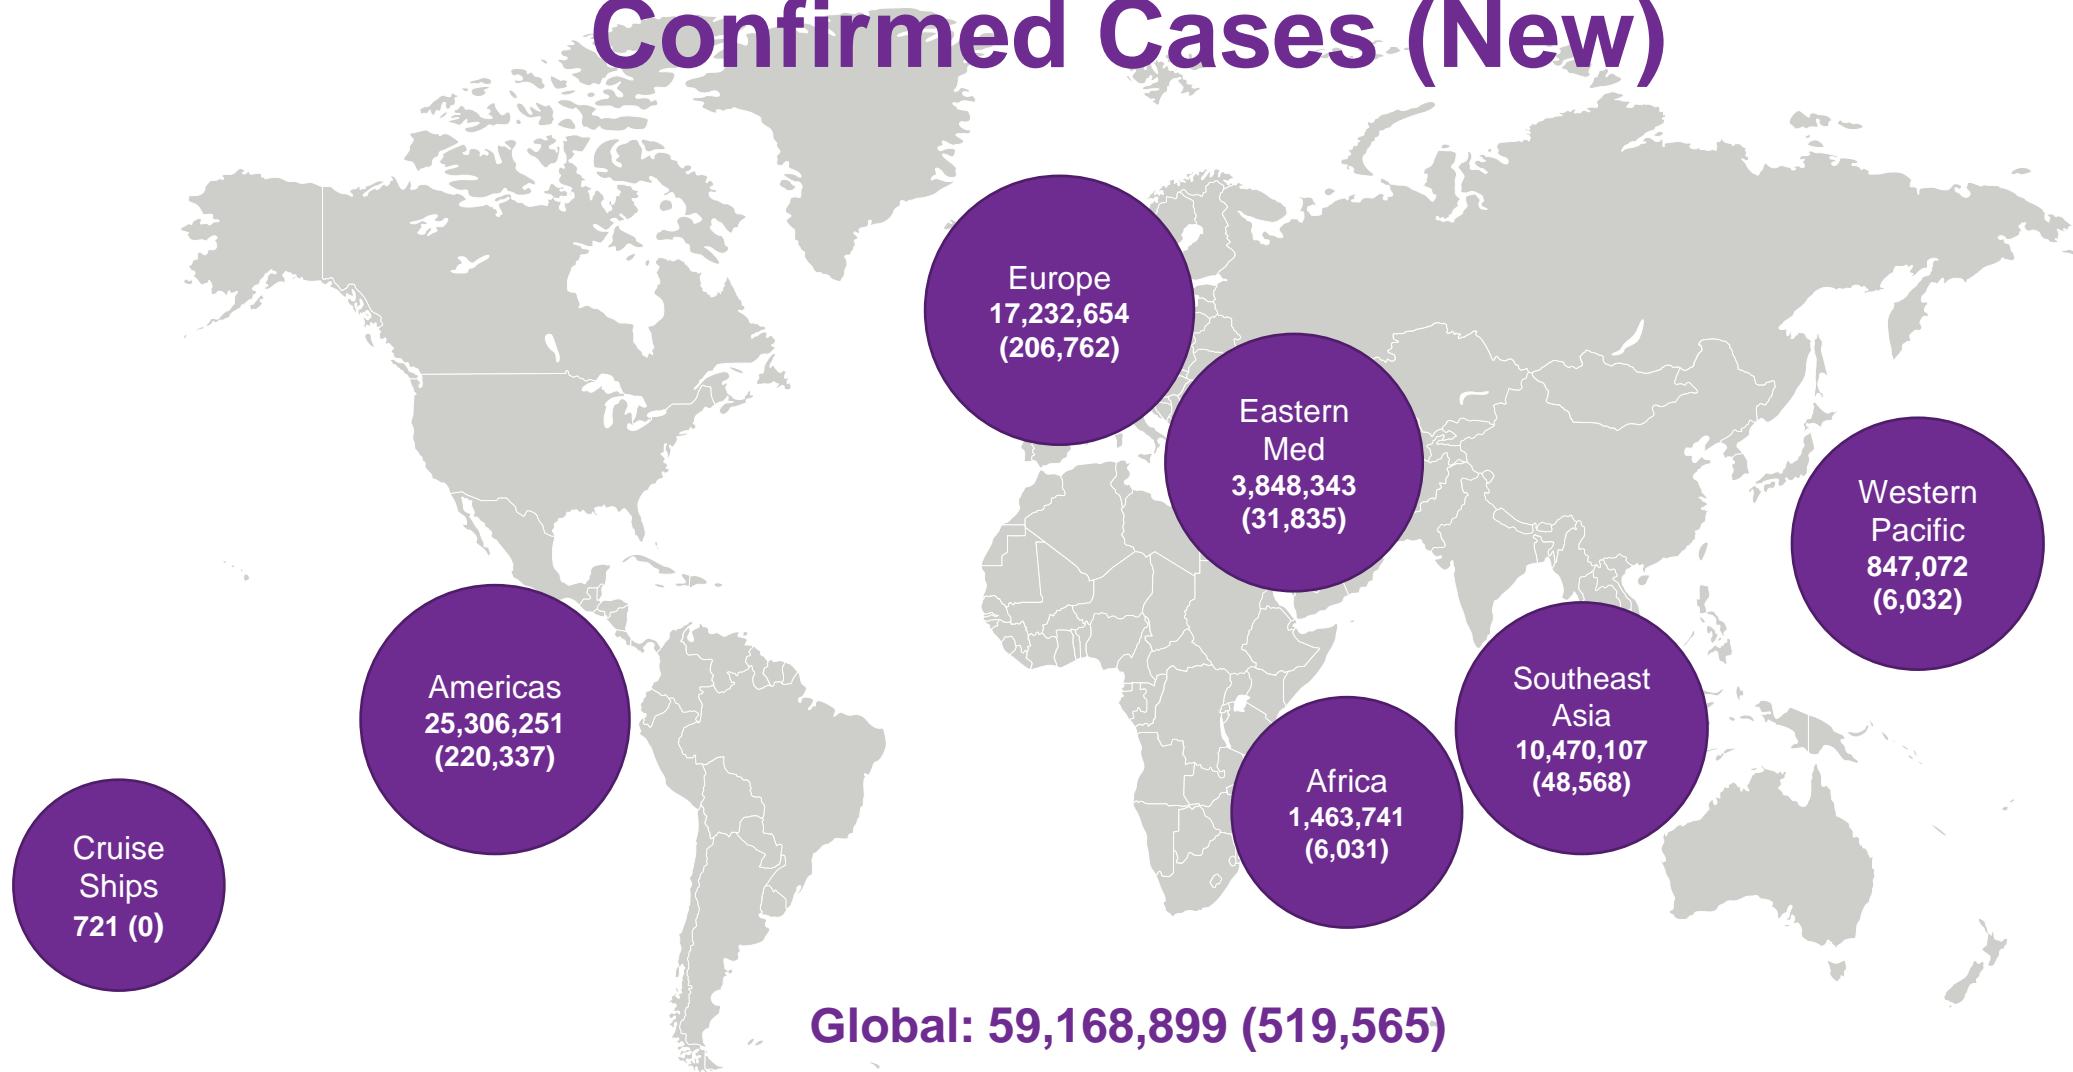 Confirmed Cases (New)
Europe
17,232,654
(206,762)
Eastern
Med
3,848,343
(31,835)
Western
Pacific
847,072
(6,032)
Americas
25,306,251
(220,337)
Southeast
Asia
10,470,107
(48,568)
Africa
1,463,741
(6,031)
Cruise
Ships
721 (0)
Global: 59,168,899 (519,565)